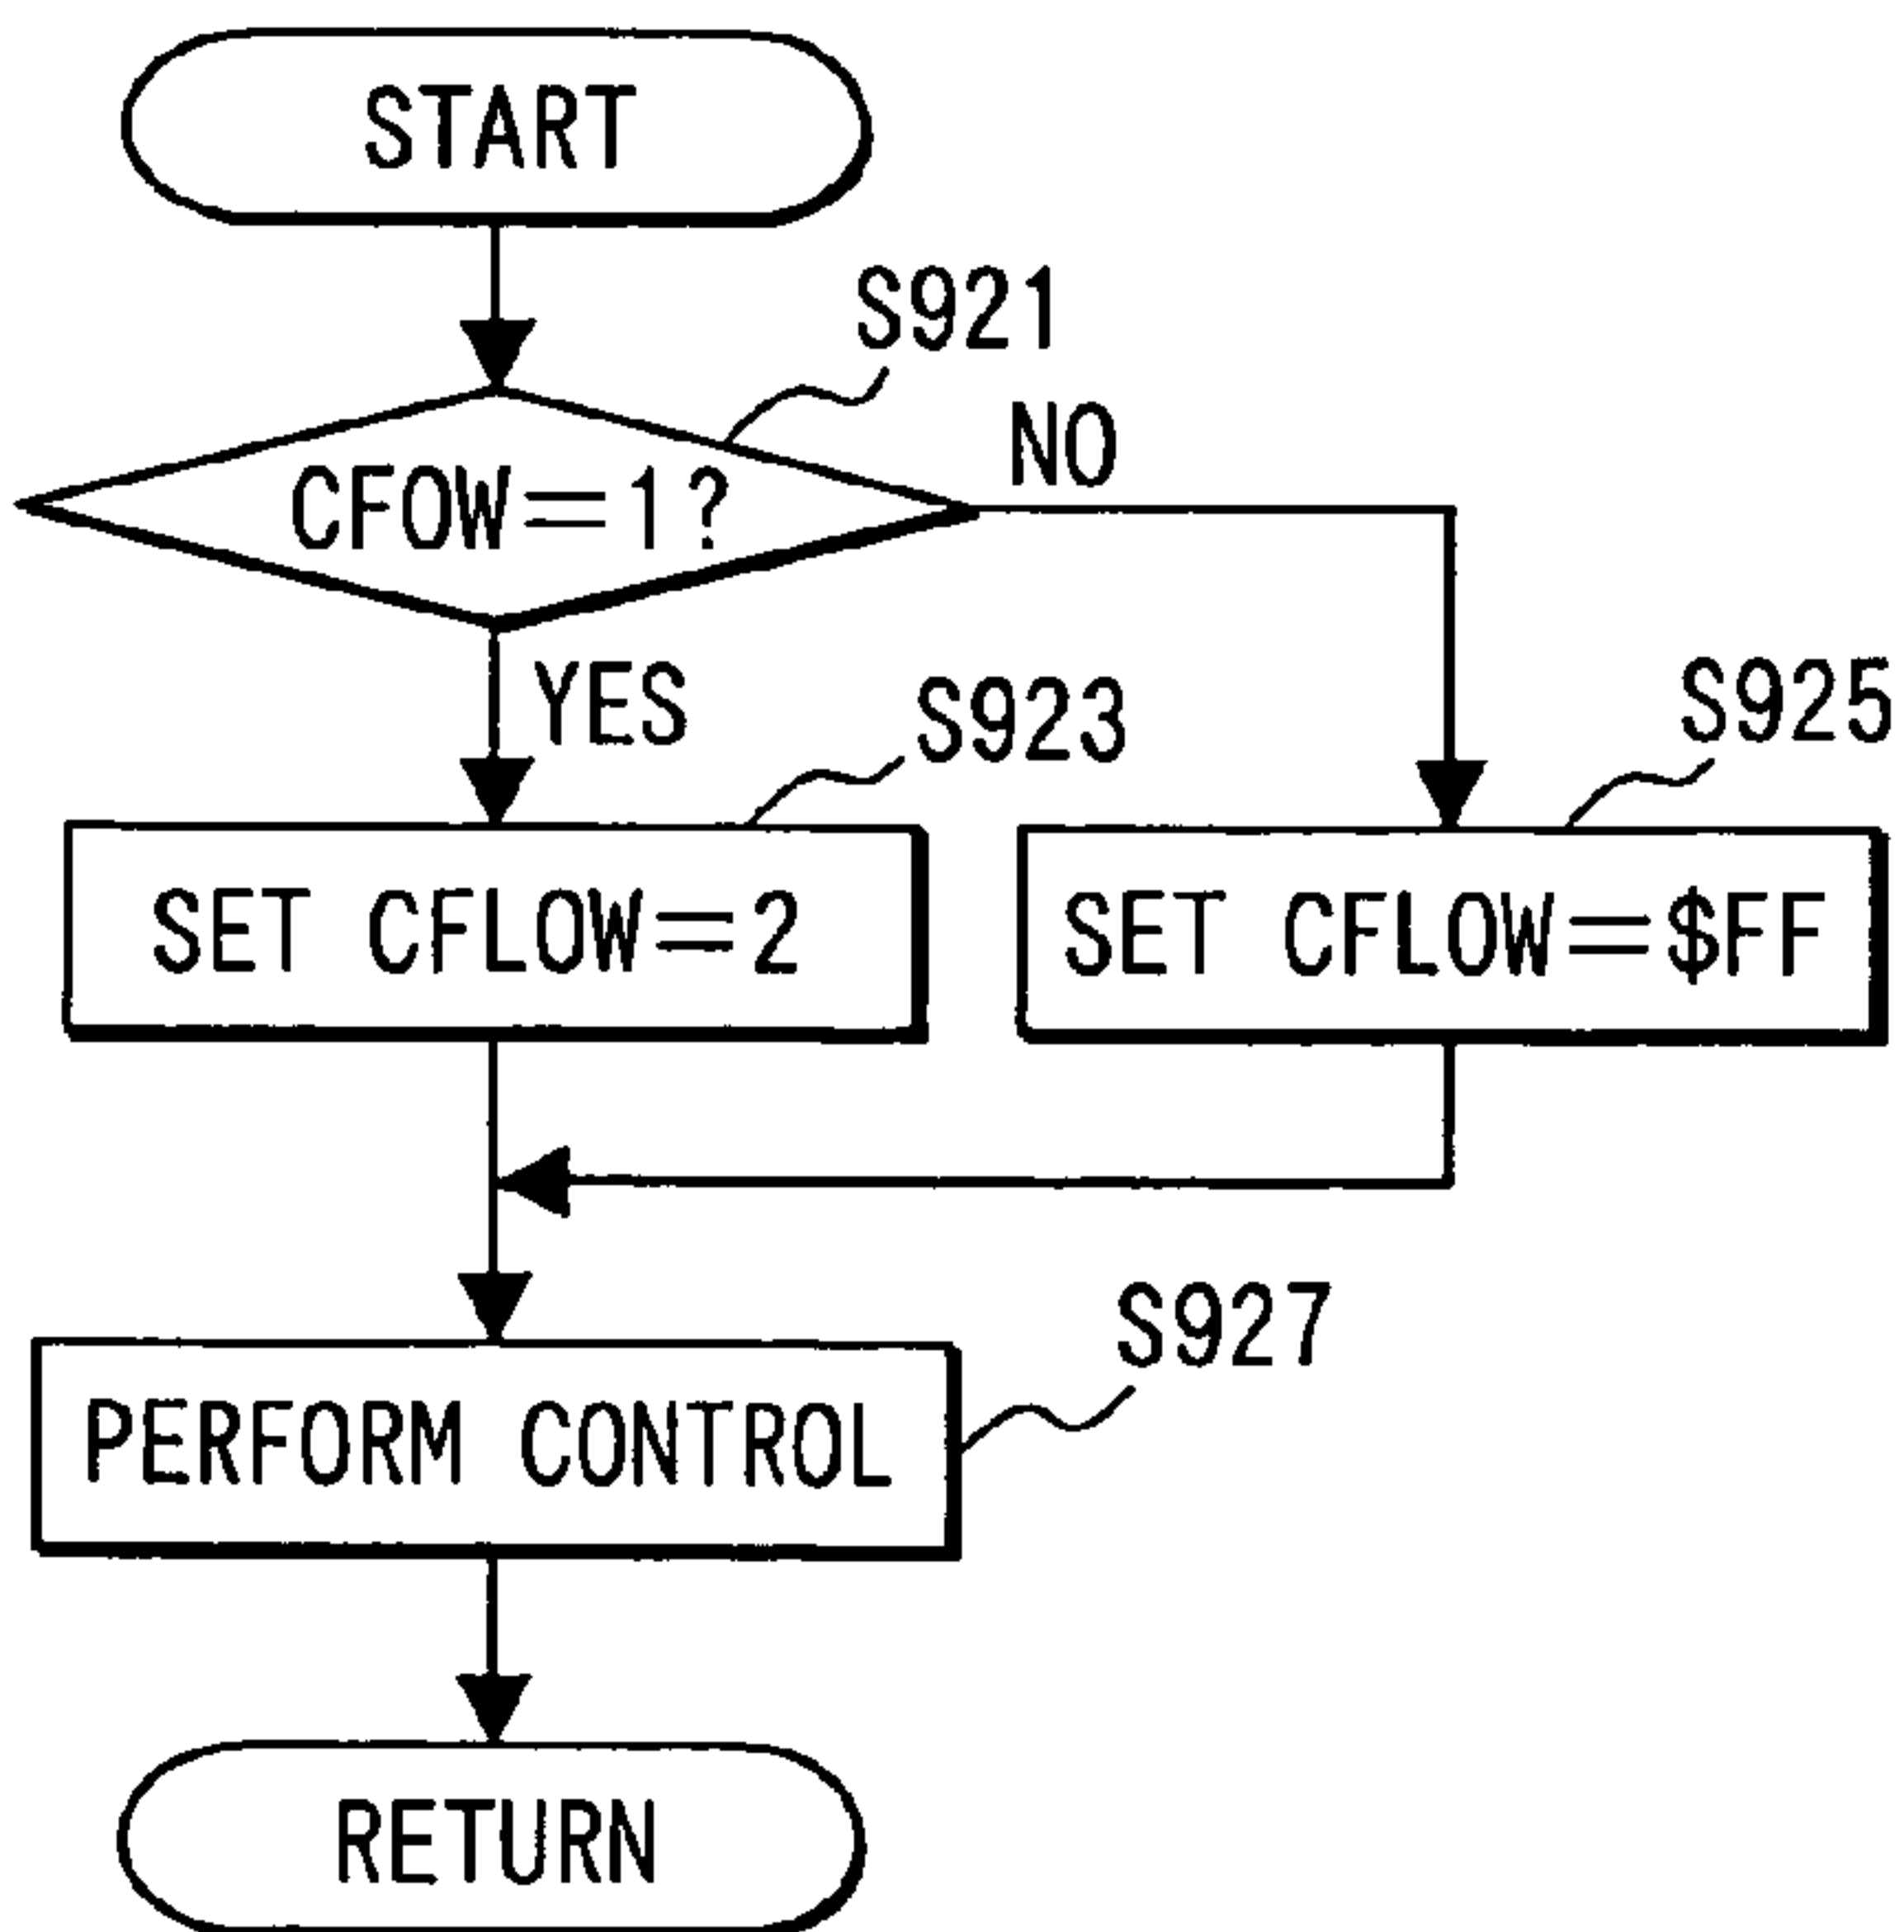 START
S921
CFOW=1?
NO
YES
S923
S925
SET CFLOW=2
SET CFLOW=$FF
S927
PERFORM CONTROL
RETURN